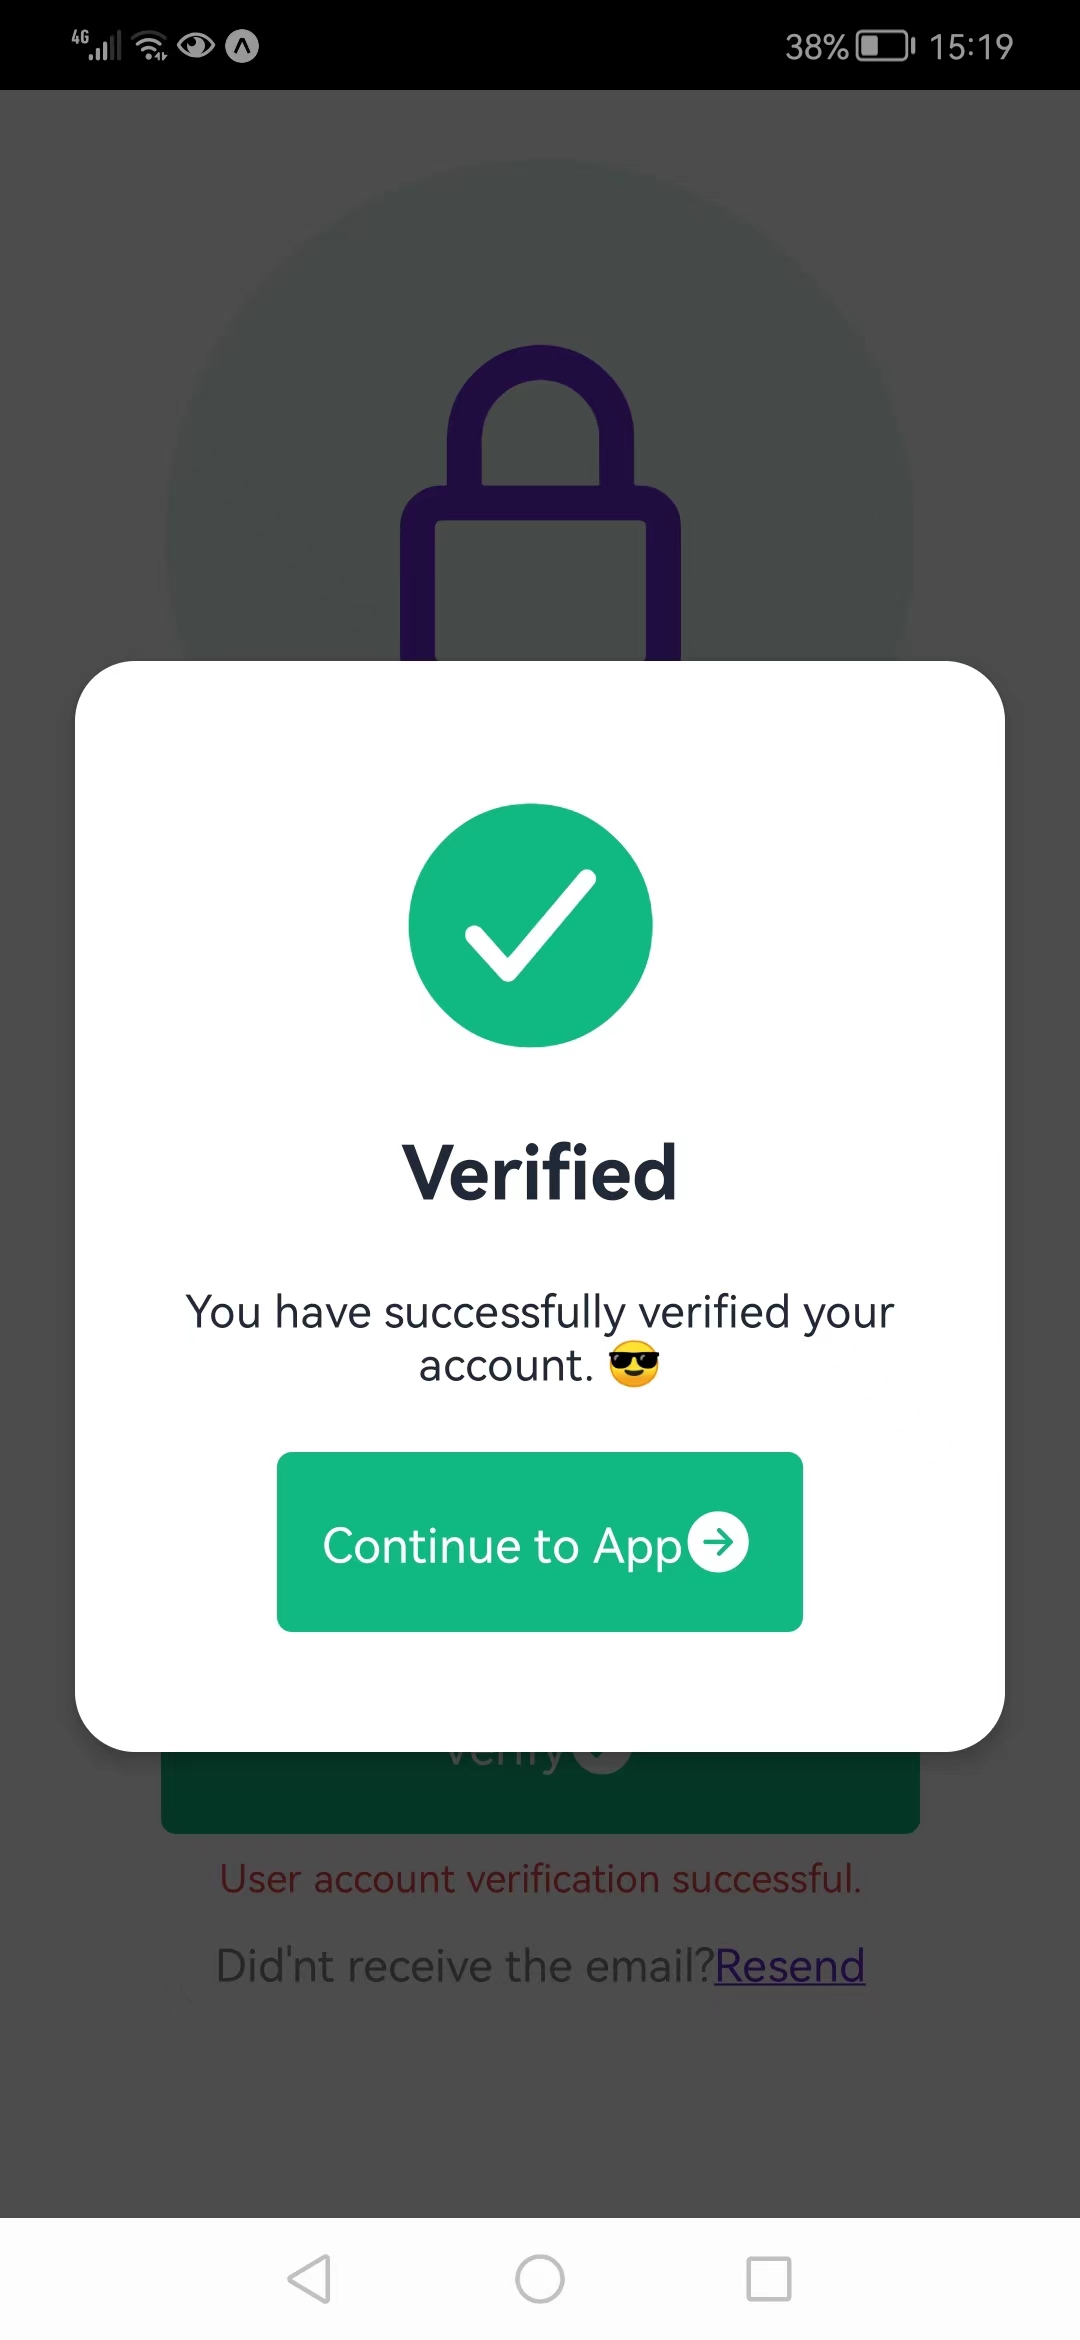 4G
38% 15:19
Verified
You have successfully verified your
account. 😎
Continue to App
Verify
User account verification successful.
Did'nt receive the email?Resend